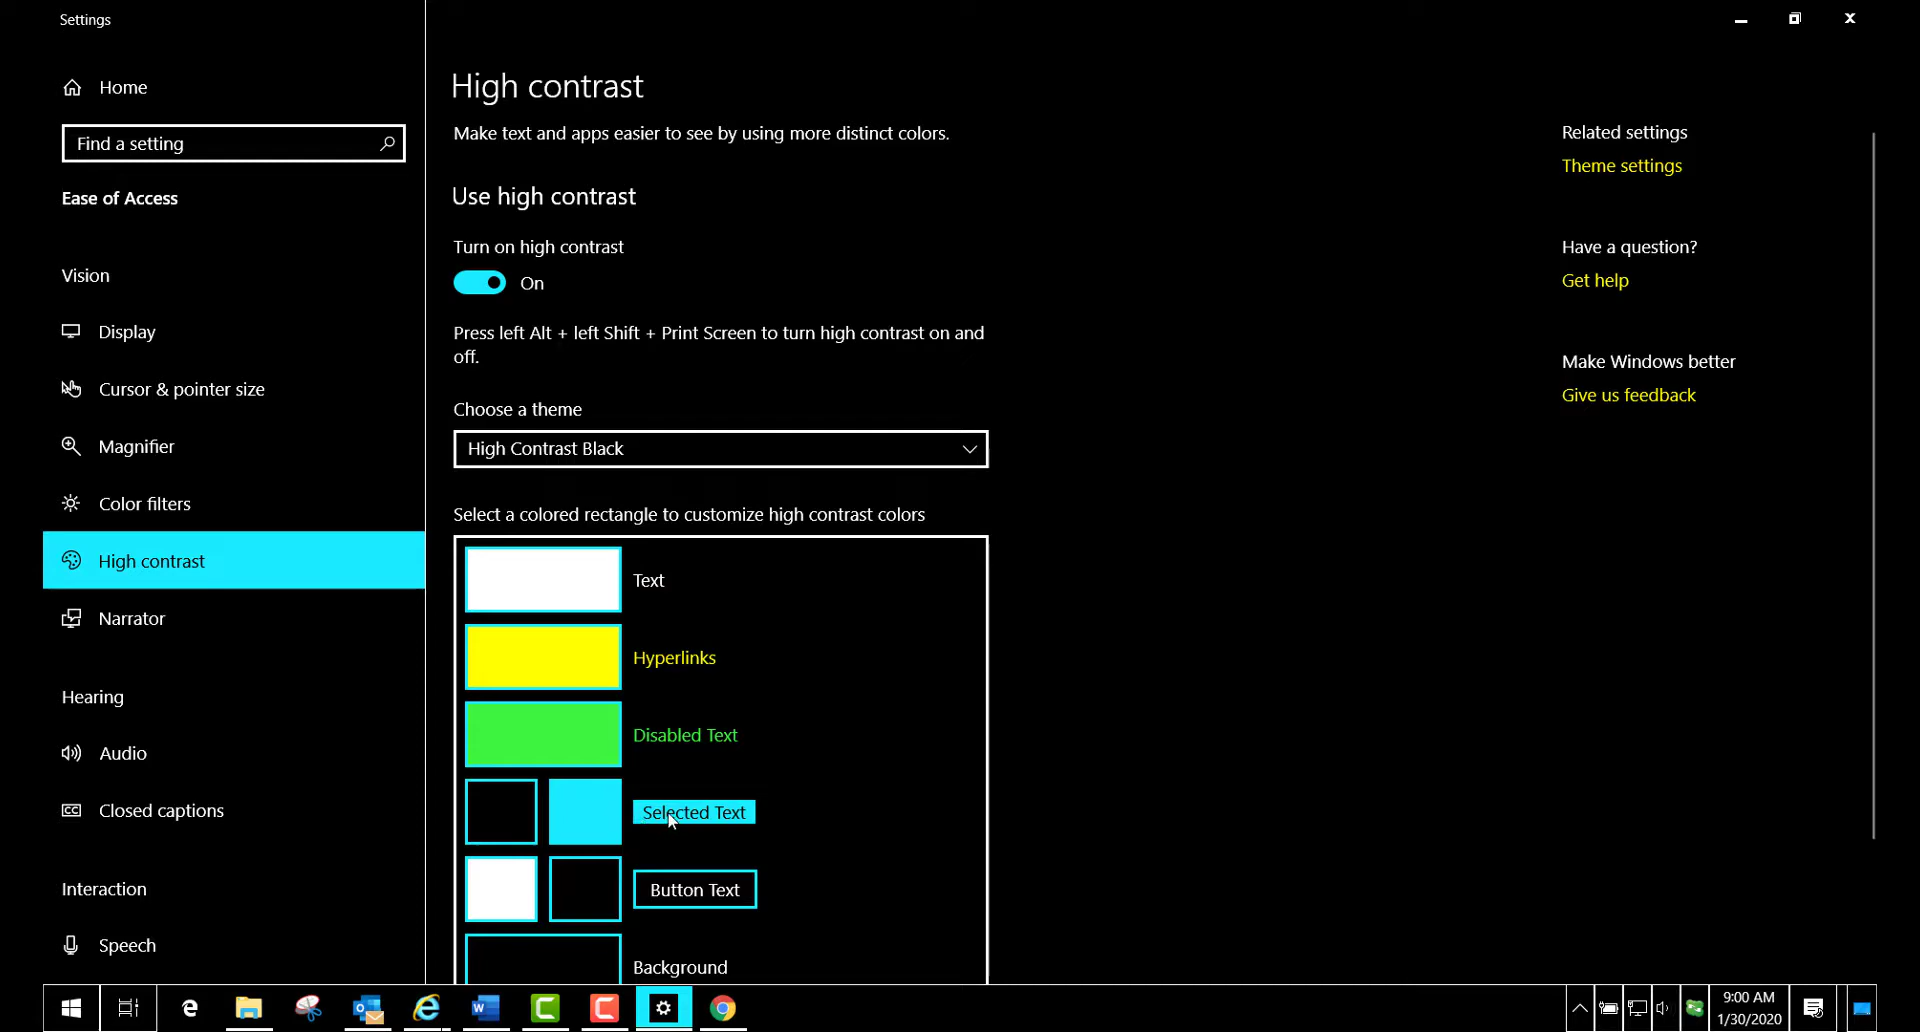 Settings
Home
Find a setting
Ease of Access
Vision
Display
Cursor & pointer size
Magnifier
Color filters
High contrast
Narrator
Hearing
Audio
Closed captions
Interaction
Speech
High contrast
Make text and apps easier to see by using more distinct colors.
Use high contrast
Turn on high contrast
On
Press left Alt + left Shift + Print Screen to turn high contrast on and
off.
Choose a theme
High Contrast Black
Select a colored rectangle to customize high contrast colors
Text
Hyperlinks
Disabled Text
Selected Text
Button Text
Background
Related settings
Theme settings
Have a question?
Get help
Make Windows better
Give us feedback
9:00 AM
1/30/2020